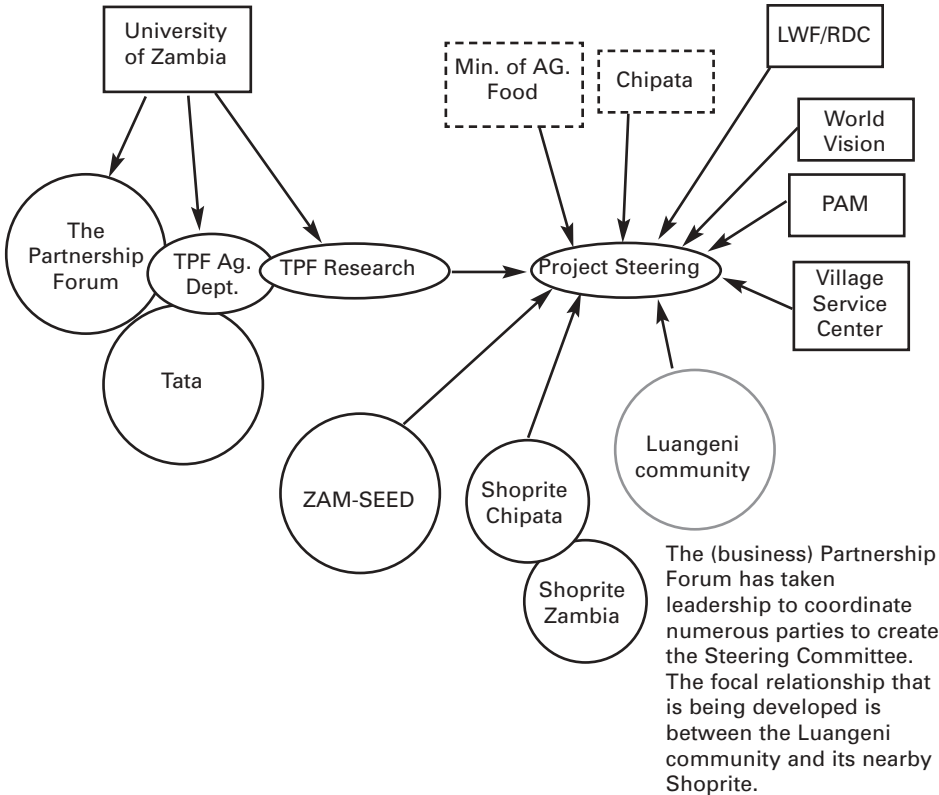 University
of Zambia
Min. of AG.
Food
Chipata
LWF/RDC
World
Vision
PAM
Village
Service
Center
The
Partnership
Forum
TPF Ag.
Dept.
TPF Research
Project Steering
Tata
ZAM-SEED
Shoprite
Chipata
Shoprite
Zambia
Luangeni
community
The (business) Partnership
Forum has taken
leadership to coordinate
numerous parties to create
the Steering Committee.
The focal relationship that
is being developed is
between the Luangeni
community and its nearby
Shoprite.